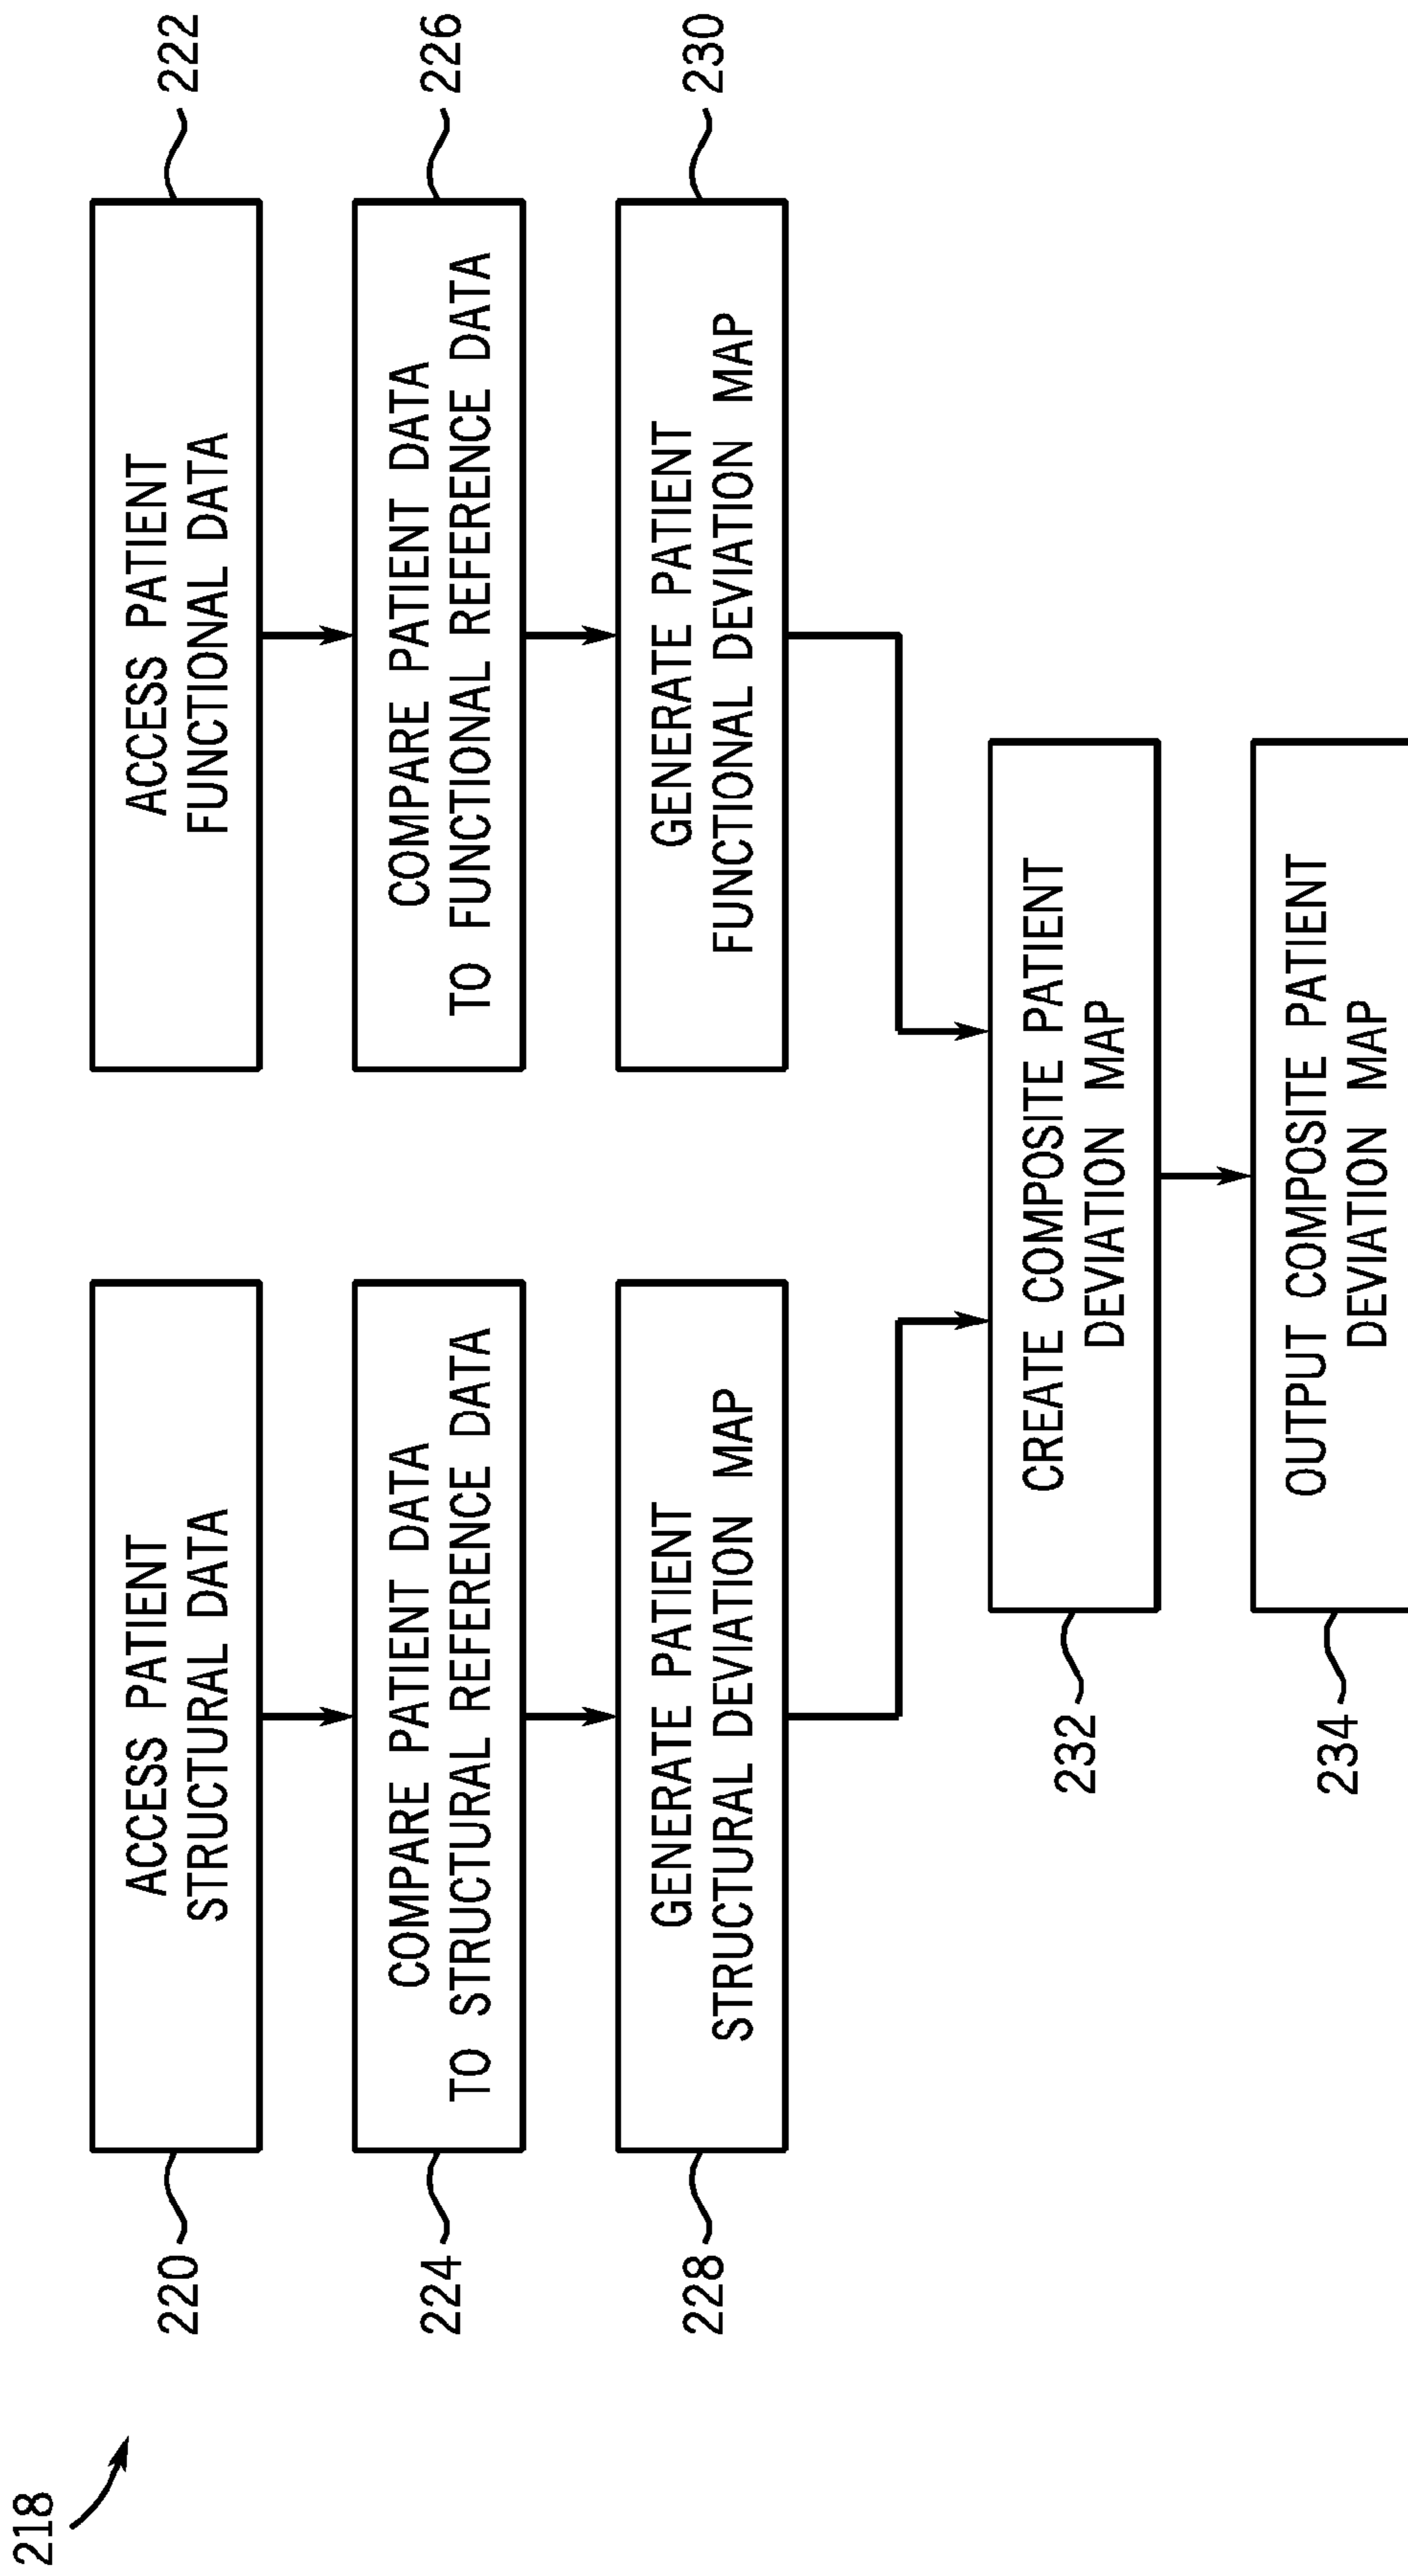 218
220
ACCESS PATIENT
STRUCTURAL DATA
ACCESS PATIENT
FUNCTIONAL DATA
222
224
COMPARE PATIENT DATA
TO STRUCTURAL REFERENCE DATA
COMPARE PATIENT DATA
TO FUNCTIONAL REFERENCE DATA
226
228
GENERATE PATIENT
STRUCTURAL DEVIATION MAP
GENERATE PATIENT
FUNCTIONAL DEVIATION MAP
230
232
CREATE COMPOSITE PATIENT
DEVIATION MAP
234
OUTPUT COMPOSITE PATIENT
DEVIATION MAP